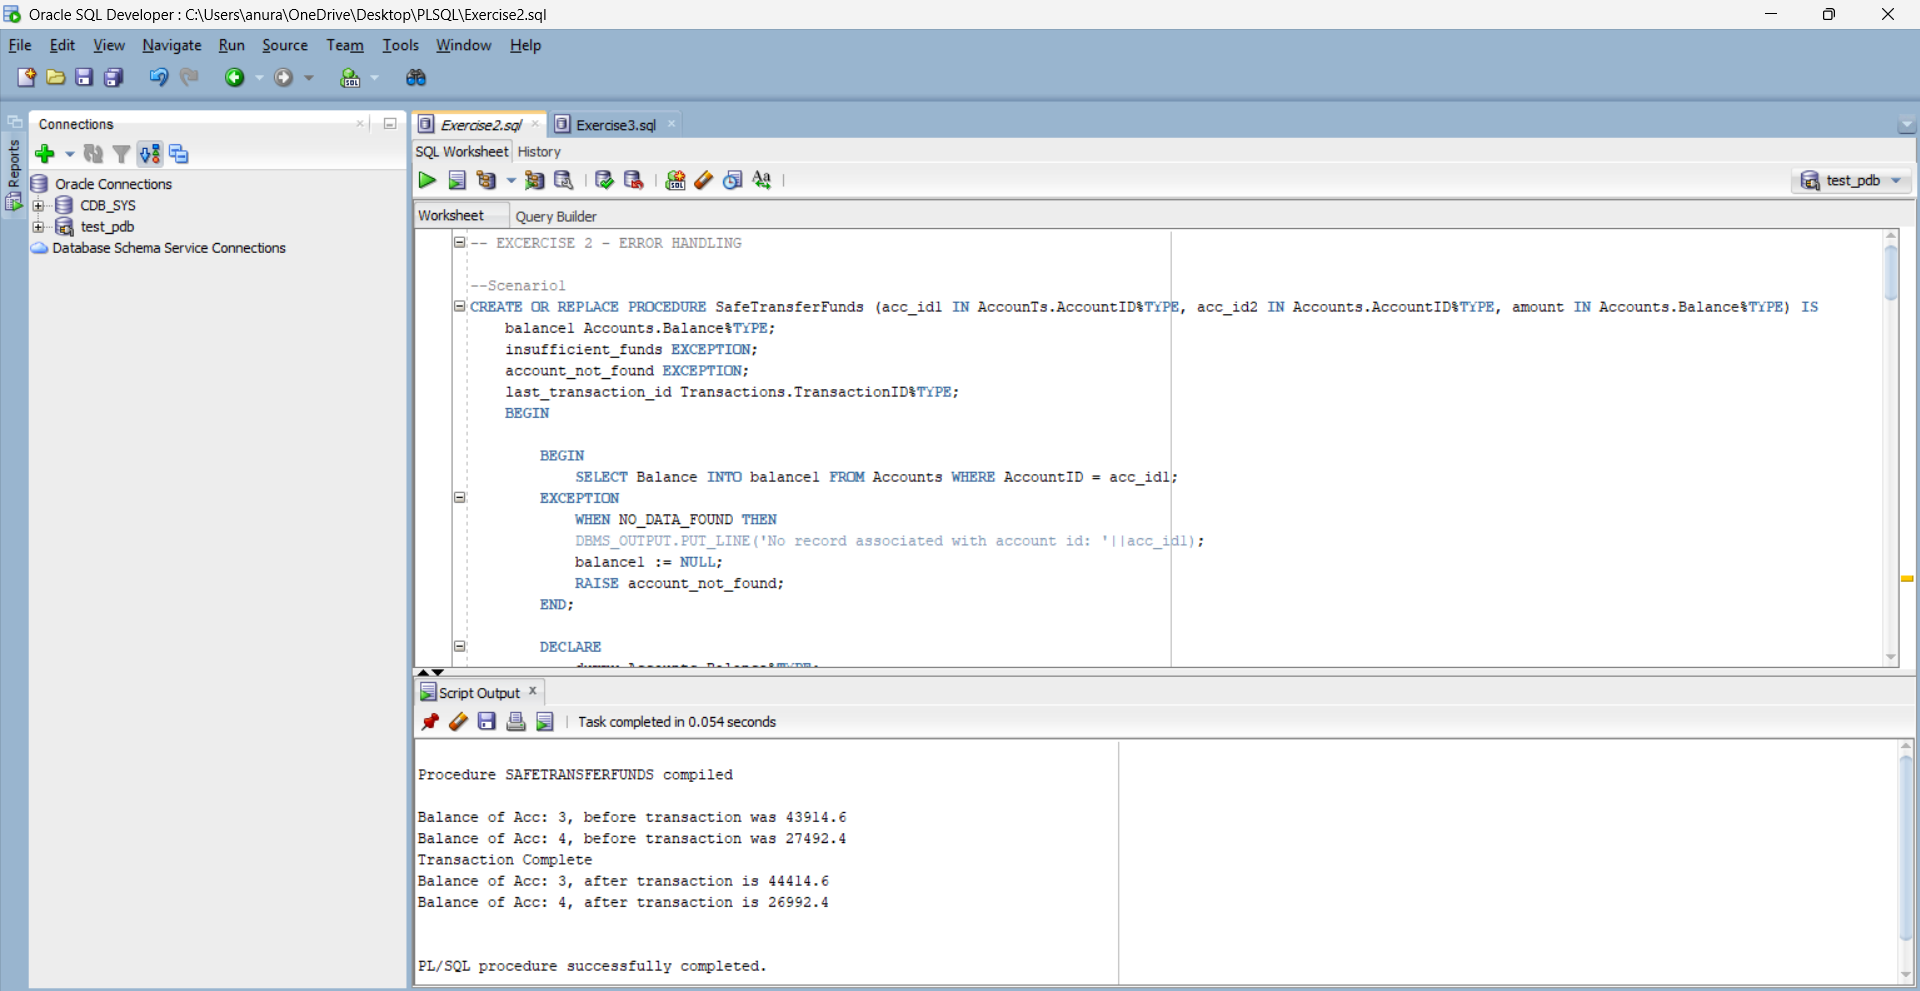 Oracle SQL Developer : C:\Users\anura\OneDrive\Desktop\PLSQL\Exercise2.sql
File Edit View Navigate Run Source Team Tools Window Help
Reports
Connections
Oracle Connections
CDB_SYS
test_pdb
Database Schema Service Connections
Exercise2.sql Exercise3.sql
SQL Worksheet History
test_pdb
Worksheet Query Builder
-- EXCERCISE 2 - ERROR HANDLING
--Scenario1
CREATE OR REPLACE PROCEDURE SafeTransferFunds (acc_id1 IN AccounTs.AccountID%TYPE, acc_id2 IN Accounts.AccountID%TYPE, amount IN Accounts.Balance%TYPE) IS
balance1 Accounts.Balance%TYPE;
insufficient_funds EXCEPTION;
account_not_found EXCEPTION;
last_transaction_id Transactions.TransactionID%TYPE;
BEGIN
BEGIN
SELECT Balance INTO balance1 FROM Accounts WHERE AccountID = acc_id1;
EXCEPTION
WHEN NO_DATA_FOUND THEN
DBMS_OUTPUT.PUT_LINE('No record associated with account id: '||acc_id1);
balance1 := NULL;
RAISE account_not_found;
END;
DECLARE
Script Output
Task completed in 0.054 seconds
Procedure SAFETRANSFERFUNDS compiled
Balance of Acc: 3, before transaction was 43914.6
Balance of Acc: 4, before transaction was 27492.4
Transaction Complete
Balance of Acc: 3, after transaction is 44414.6
Balance of Acc: 4, after transaction is 26992.4
PL/SQL procedure successfully completed.